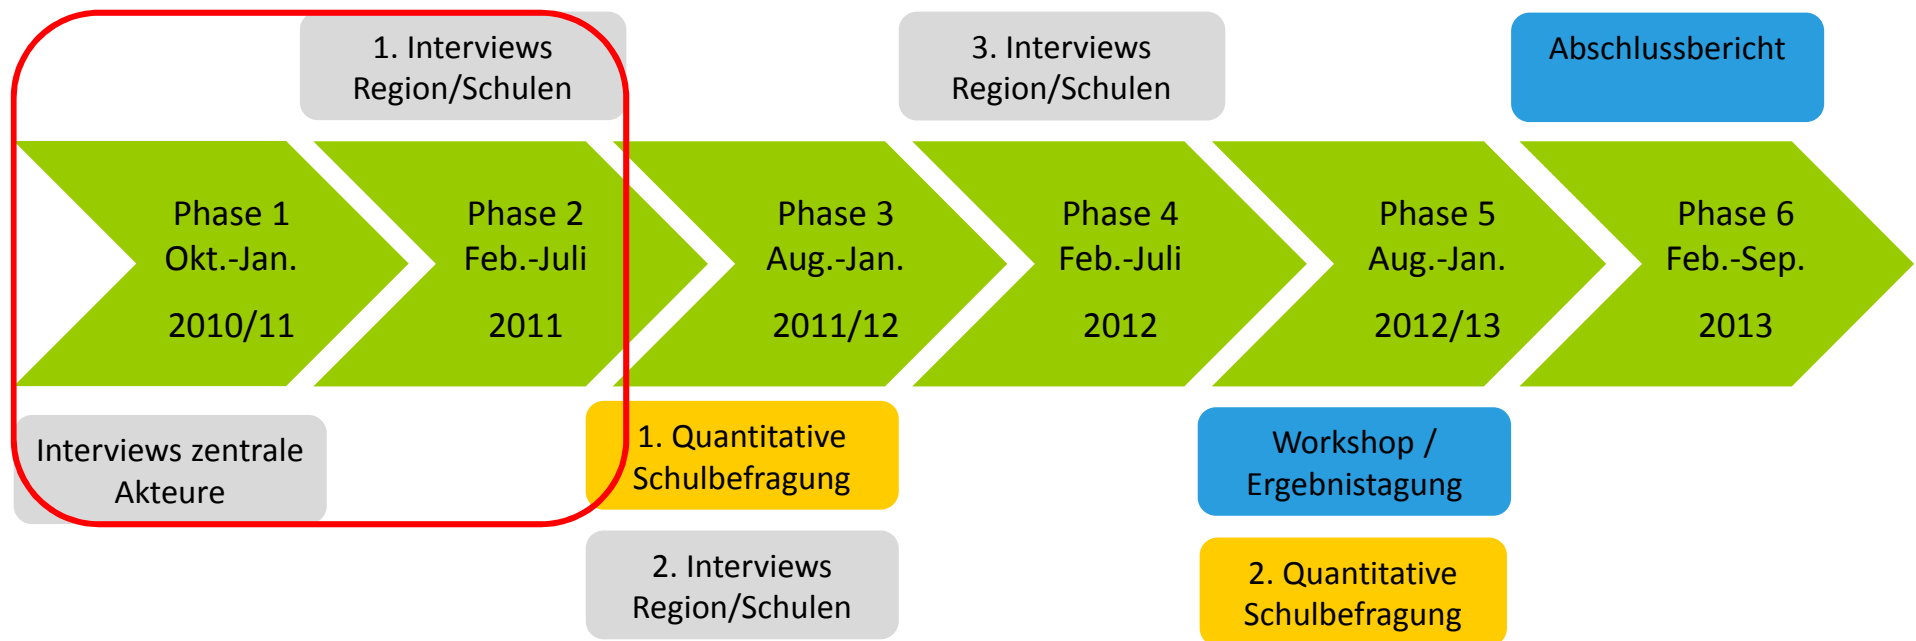 1. Interviews
Region/Schulen
3. Interviews
Region/Schulen
Abschlussbericht
Phase 1
Okt.-Jan.
2010/11
Phase 2
Feb.-Juli
2011
Phase 3
Aug.-Jan.
2011/12
Phase 4
Feb.-Juli
2012
Phase 5
Aug.-Jan.
2012/13
Phase 6
Feb.-Sep.
2013
Interviews zentrale
Akteure
1. Quantitative
Schulbefragung
2. Interviews
Region/Schulen
Workshop /
Ergebnistagung
2. Quantitative
Schulbefragung